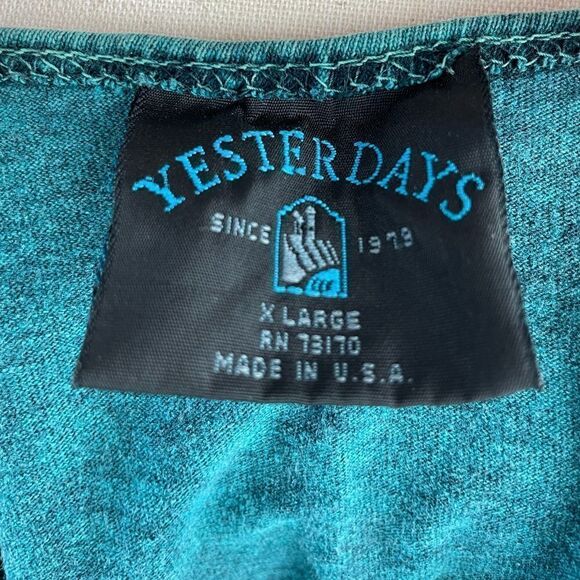 YESTERDAYS
SINCE 1979
X LARGE
RN 73170
MADE IN U.S.A.